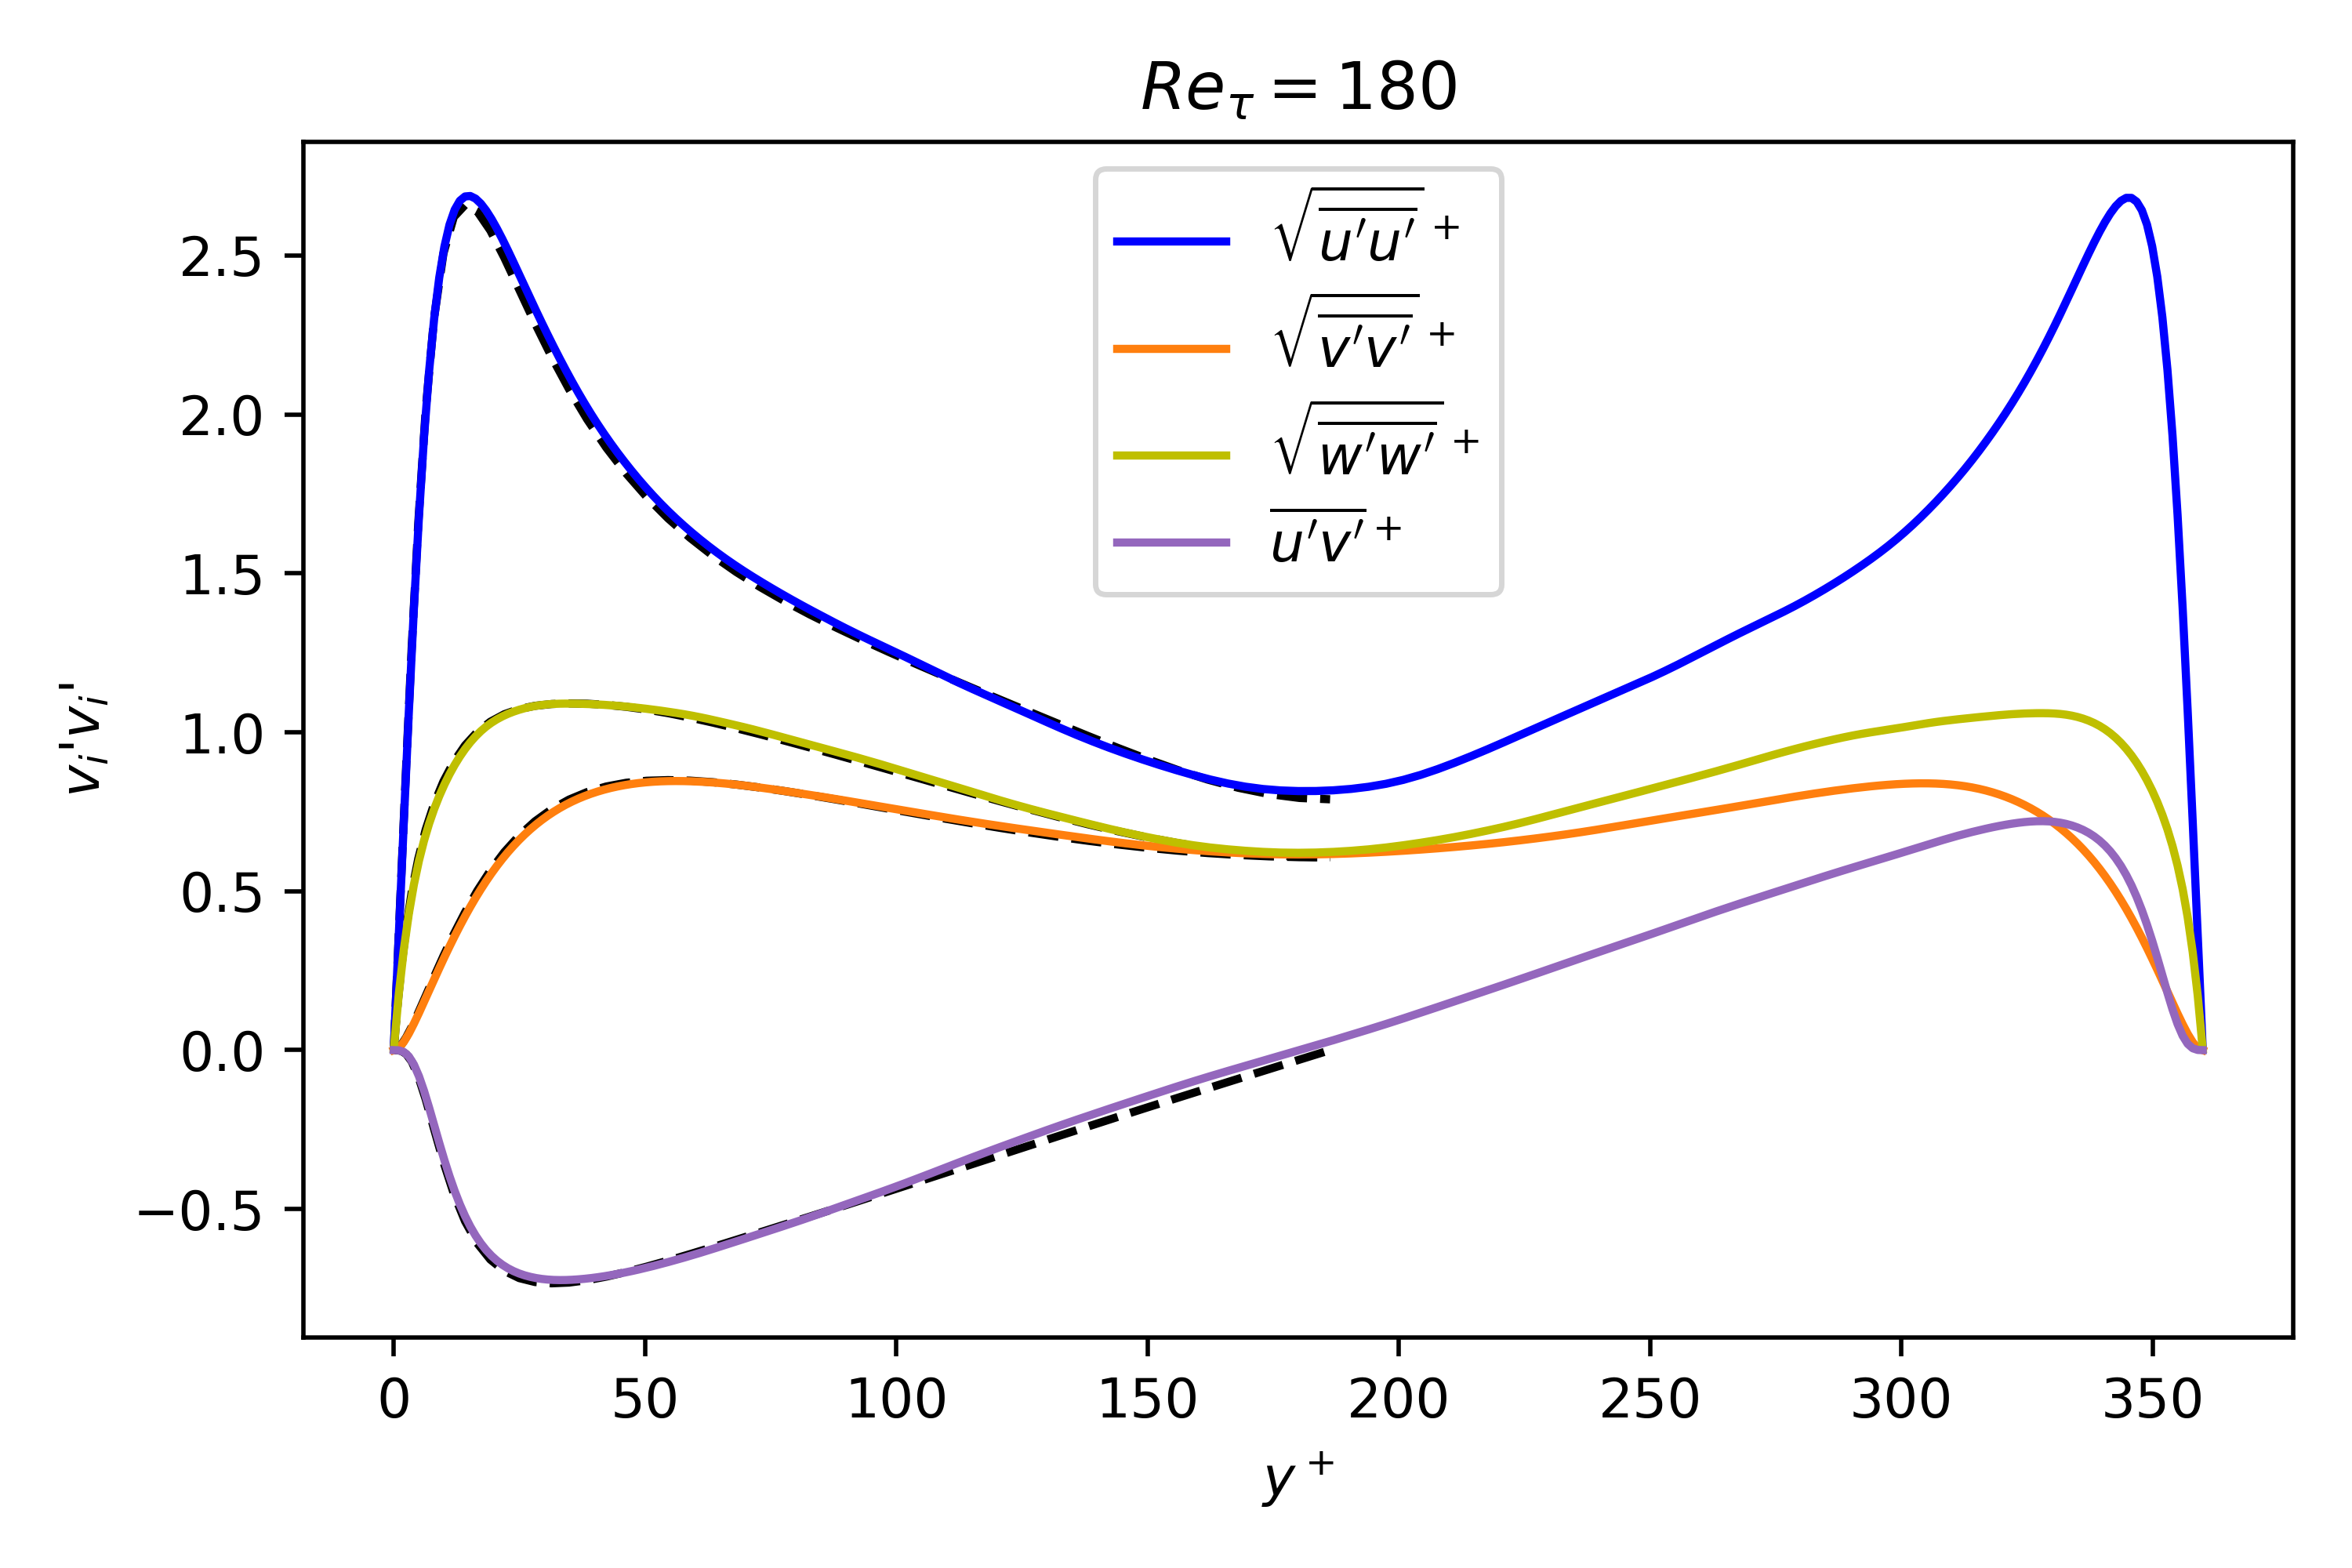 Re_τ = 180
√u′u′ +
√v′v′ +
√w′w′ +
u′v′ +
2.5
2.0
1.5
1.0
0.5
0.0
−0.5
v_i'v_i'
0 50 100 150 200 250 300 350
y⁺